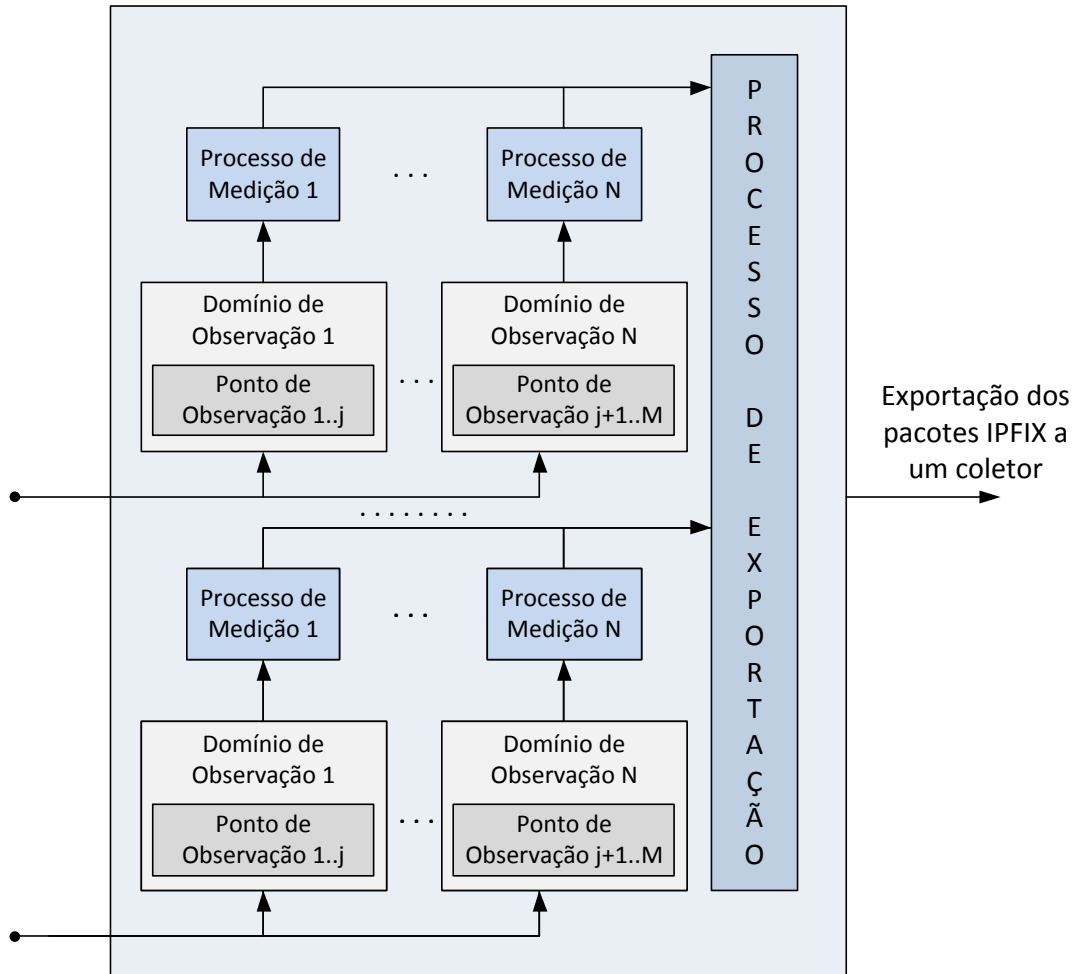 Processo de
Medição 1
. . .
Processo de
Medição N
Domínio de
Observação 1
Ponto de
Observação 1..j
. . .
Domínio de
Observação N
Ponto de
Observação j+1..M
. . . . . . . .
Processo de
Medição 1
. . .
Processo de
Medição N
Domínio de
Observação 1
Ponto de
Observação 1..j
. . .
Domínio de
Observação N
Ponto de
Observação j+1..M
P
R
O
C
E
S
S
O
D
E
E
X
P
O
R
T
A
Ç
Ã
O
Exportação dos
pacotes IPFIX a
um coletor